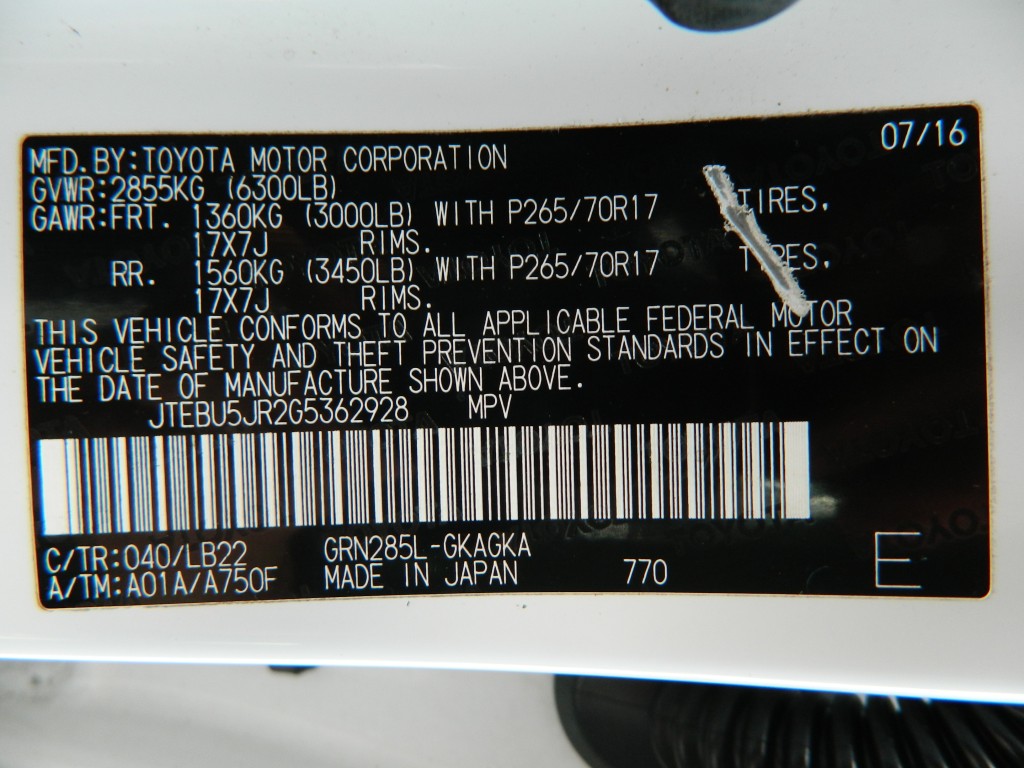 07/16
MFD.BY:TOYOTA MOTOR CORPORATION
GVWR:2855KG (6300LB)
GAWR:FRT. 1360KG (3000LB) WITH P265/70R17 TIRES,
17X7J RIMS.
RR. 1560KG (3450LB) WITH P265/70R17 TIRES,
17X7J RIMS.
THIS VEHICLE CONFORMS TO ALL APPLICABLE FEDERAL MOTOR
VEHICLE SAFETY AND THEFT PREVENTION STANDARDS IN EFFECT ON
THE DATE OF MANUFACTURE SHOWN ABOVE.
JTEBU5JR2G5362928 MPV
C/TR:040/LB22 GRN285L-GKAGKA
A/TM:A01A/A750F MADE IN JAPAN 770 E